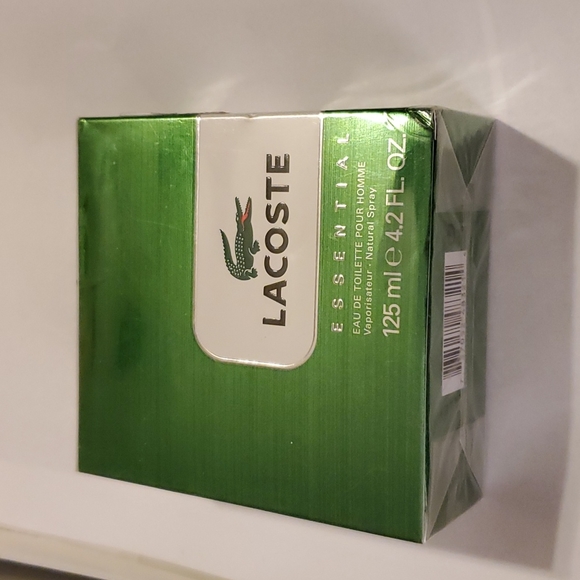 LACOSTE
ESSENTIAL
EAU DE TOILETTE POUR HOMME
Vaporisateur - Natural Spray
125 ml e 4.2 FL. OZ.